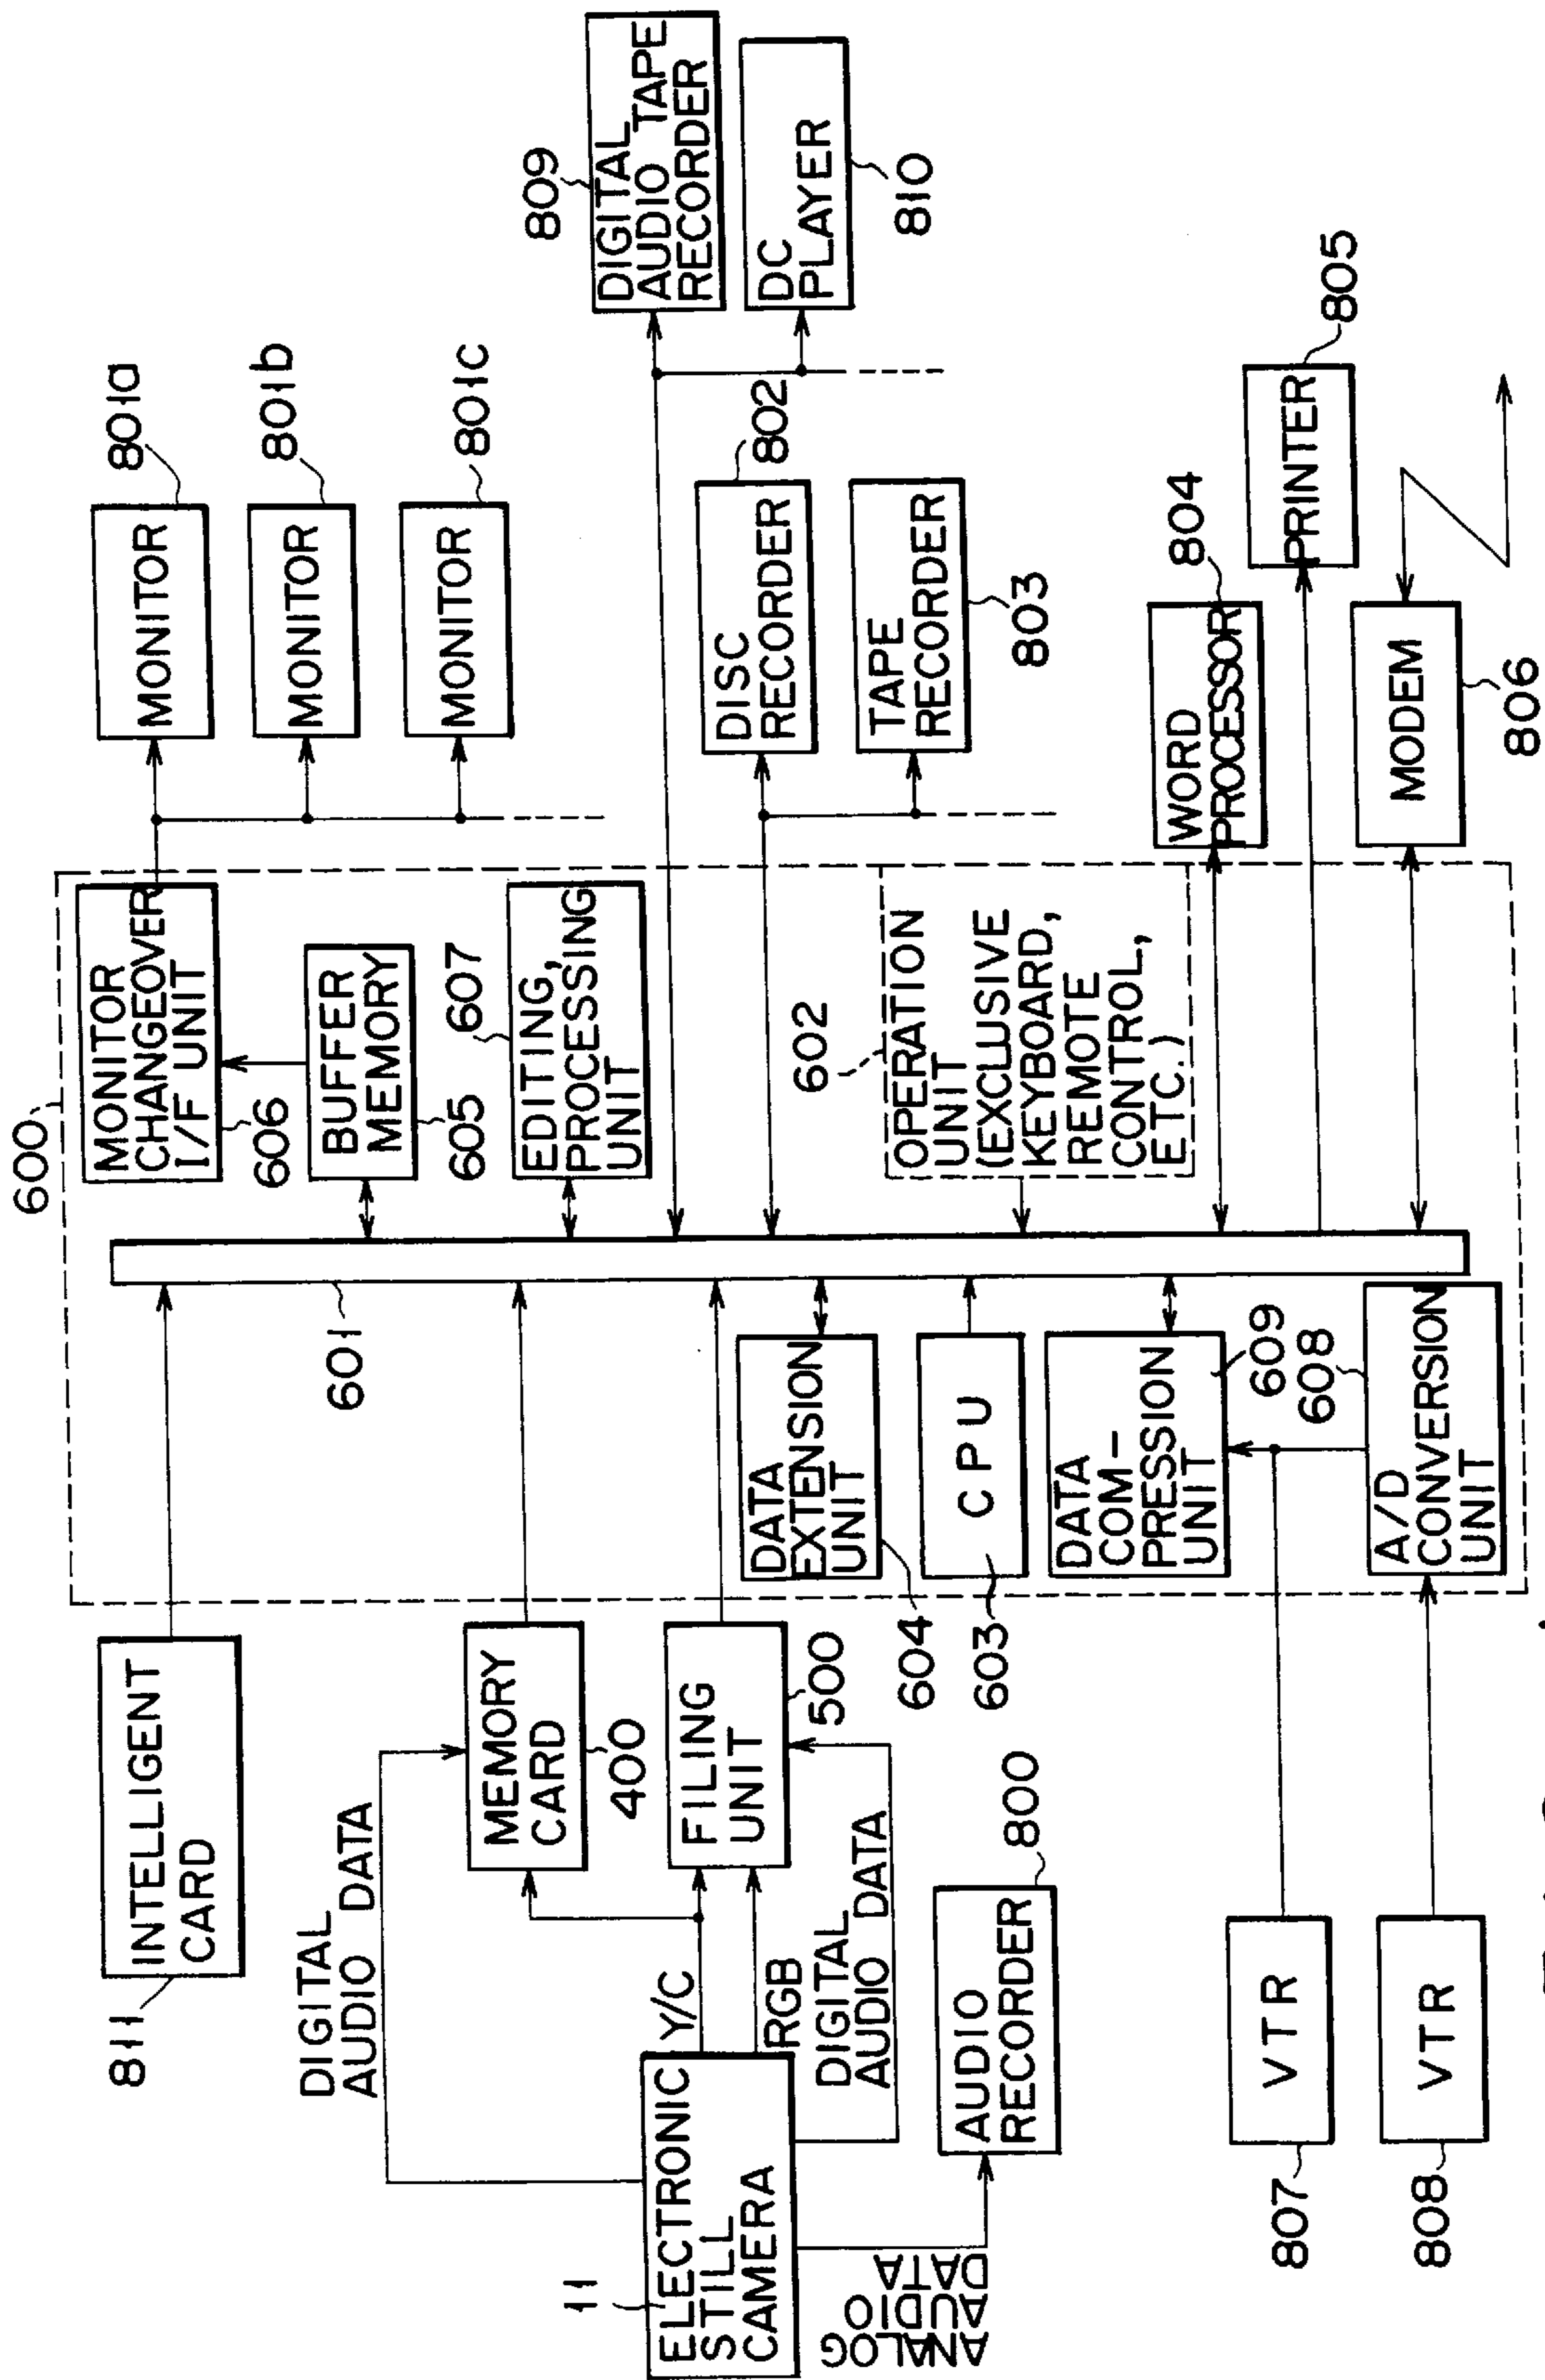 600
MONITOR
CHANGEOVER
I/F UNIT
606
BUFFER
MEMORY
605
EDITING,
PROCESSING
UNIT
607
MONITOR
801a
MONITOR
801b
MONITOR
801c
DIGITAL
AUDIO TAPE
RECORDER
809
DC
PLAYER
810
DISC
RECORDER
802
TAPE
RECORDER
803
602
OPERATION
UNIT
(EXCLUSIVE
KEYBOARD,
REMOTE
CONTROL,
ETC.)
WORD
PROCESSOR
804
PRINTER
805
MODEM
806
601
811
INTELLIGENT
CARD
DIGITAL
AUDIO DATA
MEMORY
CARD
400
FILING
UNIT
500
Y/C
RGB
DIGITAL
AUDIO DATA
11
ELECTRONIC
STILL
CAMERA
ANALOG
AUDIO
DATA
AUDIO
RECORDER
800
DATA
EXTENSION
UNIT
604
CPU
603
DATA
COM-
PRESSION
UNIT
609
608
A/D
CONVERSION
UNIT
VTR
807
VTR
808